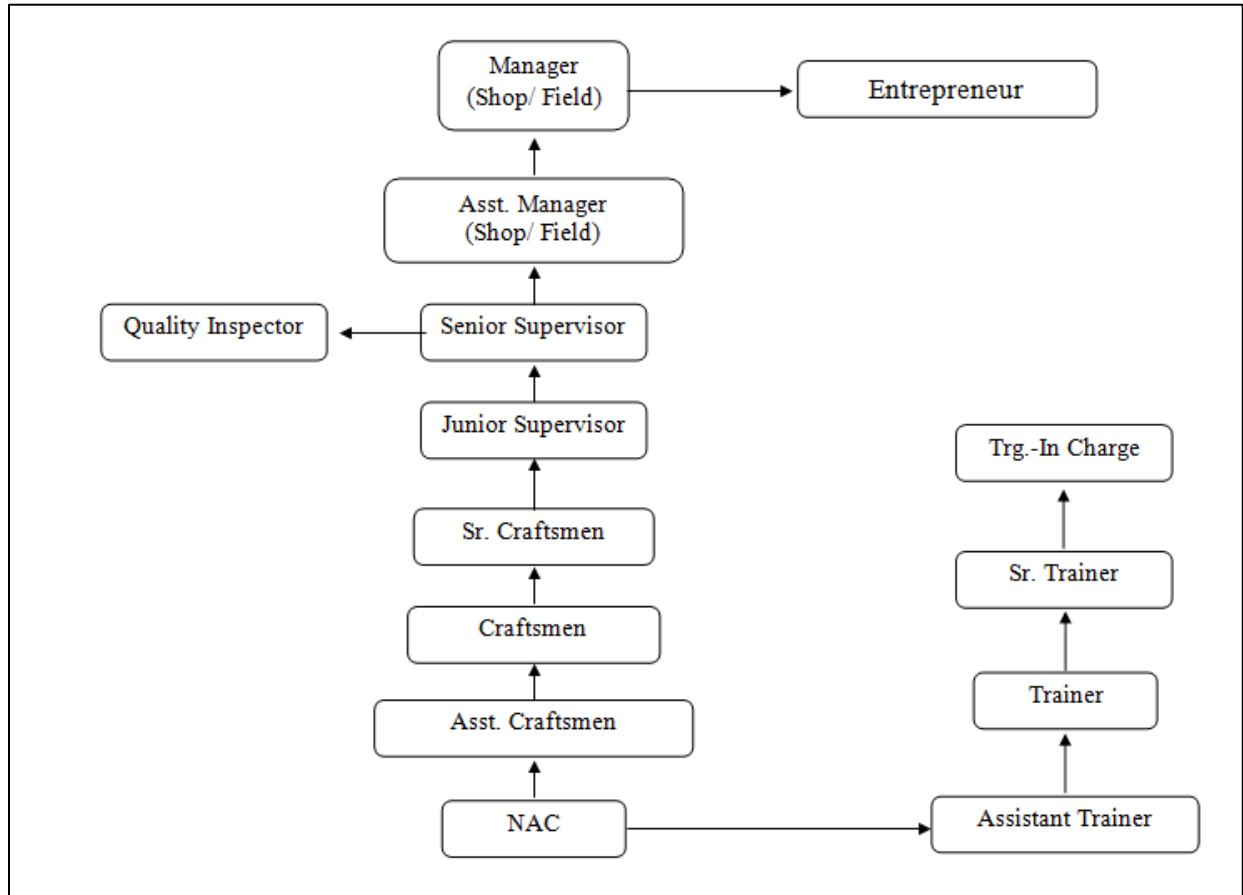 Manager
(Shop/ Field)
Entrepreneur
Asst. Manager
(Shop/ Field)
Quality Inspector
Senior Supervisor
Junior Supervisor
Trg.-In Charge
Sr. Craftsmen
Sr. Trainer
Craftsmen
Trainer
Asst. Craftsmen
NAC
Assistant Trainer